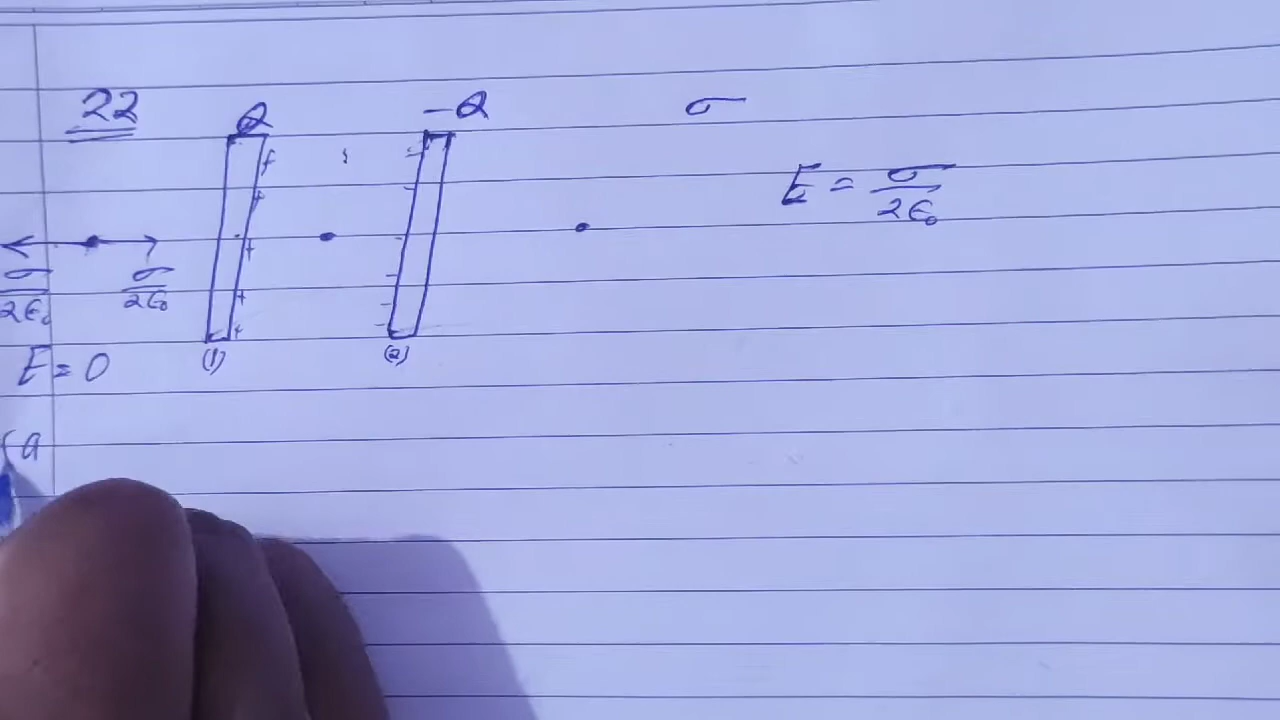 22 Q -Q σ
E = σ/2ε₀
σ/2ε₀ σ/2ε₀
(1) (2)
E = 0
(a